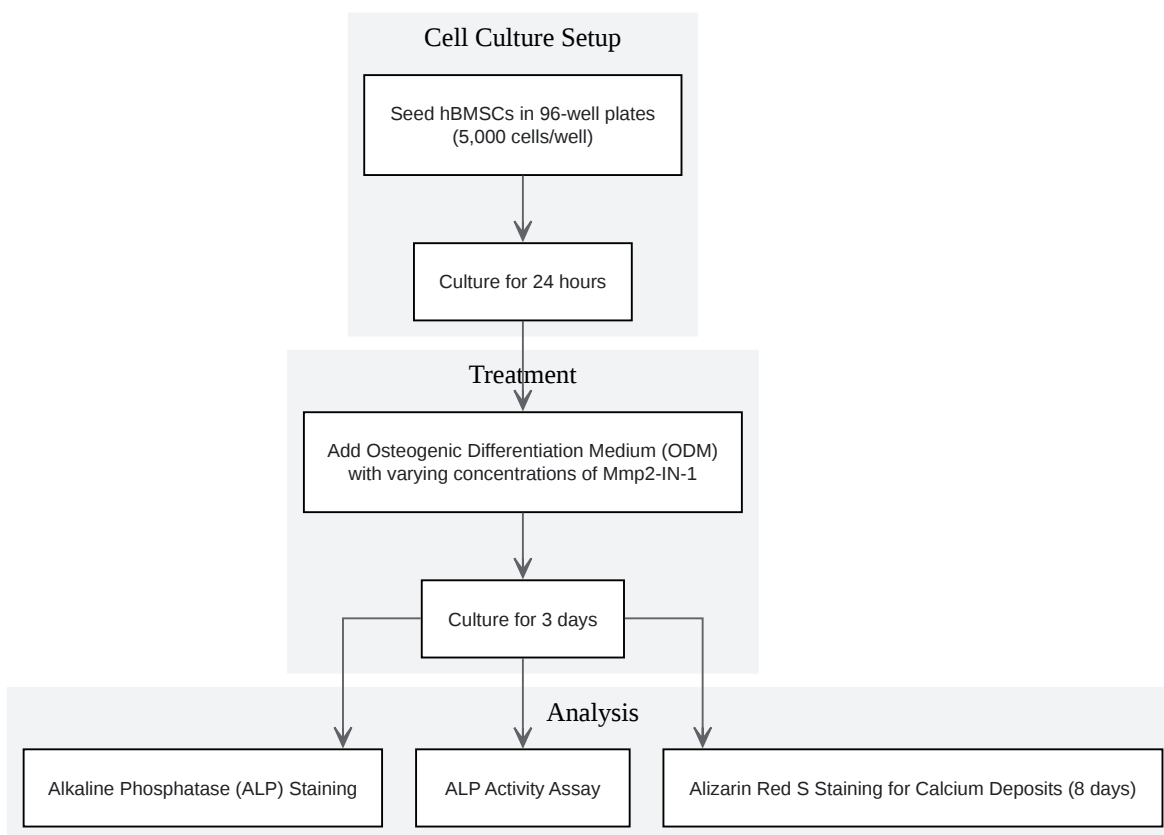 Cell Culture Setup
Seed hBMSCs in 96-well plates
(5,000 cells/well)
Culture for 24 hours
Treatment
Add Osteogenic Differentiation Medium (ODM)
with varying concentrations of Mmp2-IN-1
Culture for 3 days
Analysis
Alkaline Phosphatase (ALP) Staining
ALP Activity Assay
Alizarin Red S Staining for Calcium Deposits (8 days)